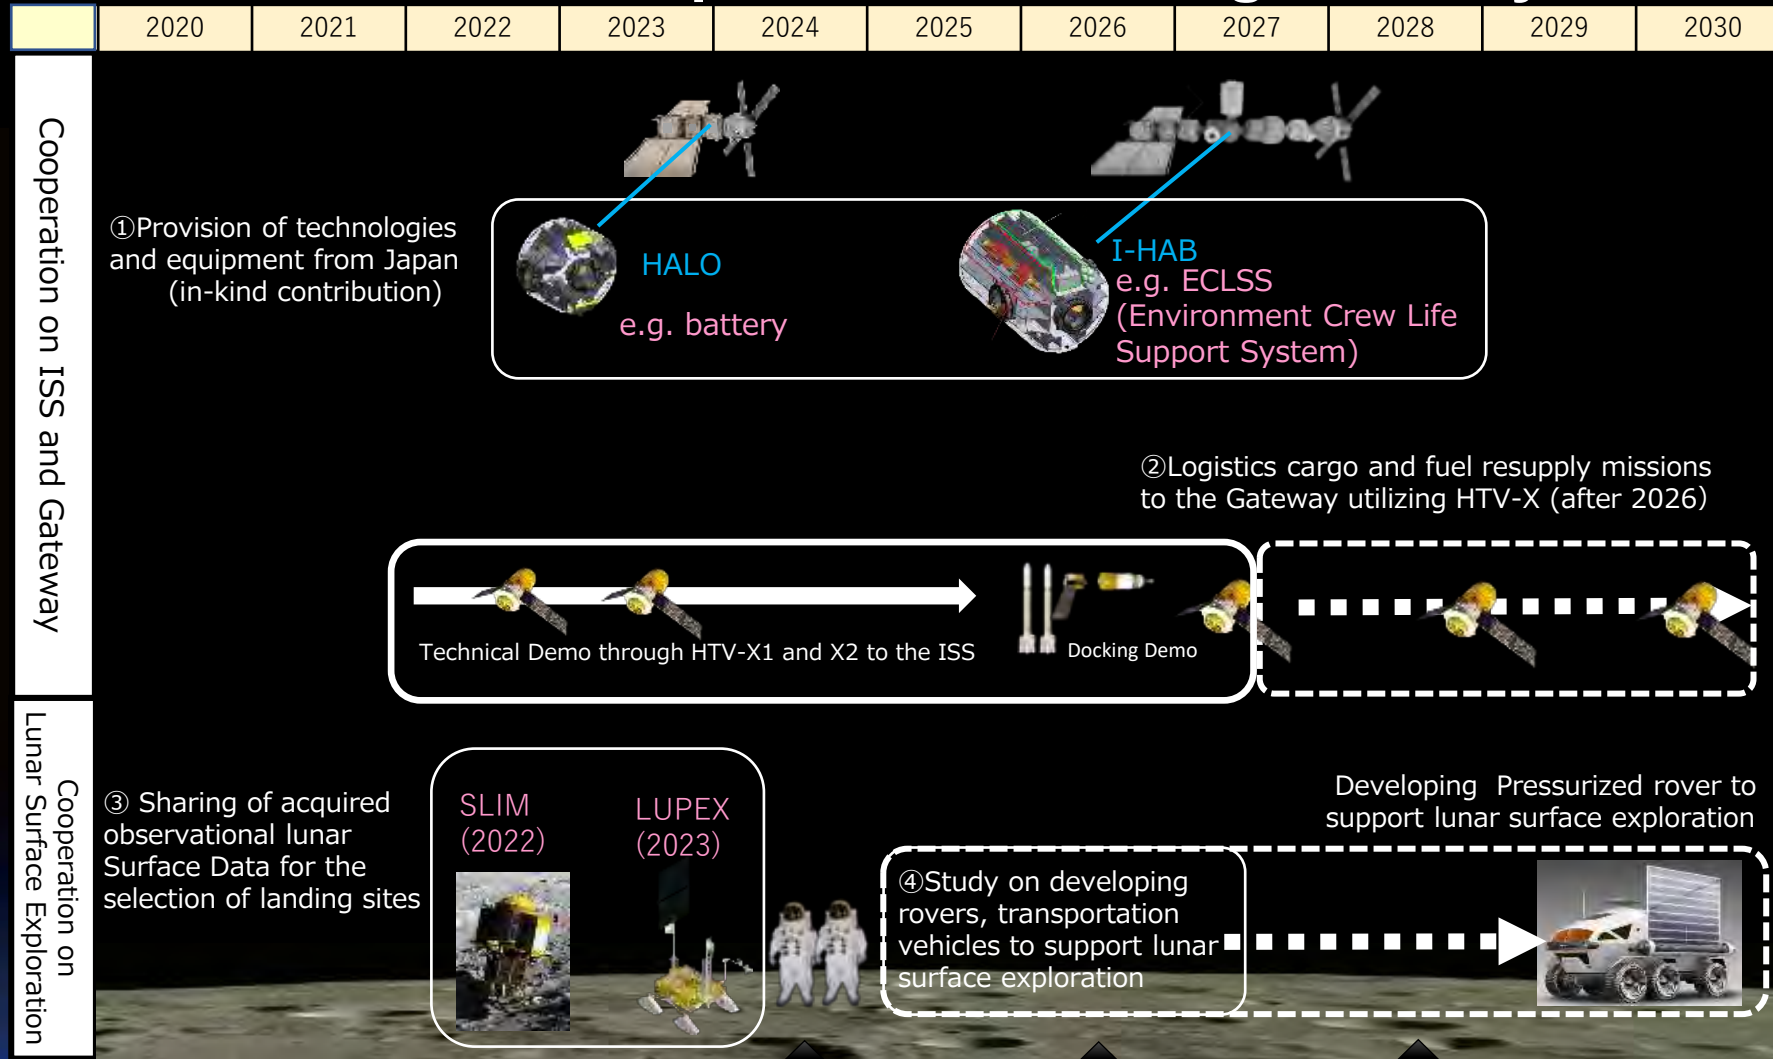 2020 2021 2022 2023 2024 2025 2026 2027 2028 2029 2030
Cooperation on ISS and Gateway
①Provision of technologies
and equipment from Japan
(in-kind contribution)
HALO
e.g. battery
I-HAB
e.g. ECLSS
(Environment Crew Life
Support System)
②Logistics cargo and fuel resupply missions
to the Gateway utilizing HTV-X (after 2026)
Technical Demo through HTV-X1 and X2 to the ISS
Docking Demo
Cooperation on
Lunar Surface Exploration
③ Sharing of acquired
observational lunar
Surface Data for the
selection of landing sites
SLIM
(2022)
LUPEX
(2023)
④Study on developing
rovers, transportation
vehicles to support lunar
surface exploration
Developing Pressurized rover to
support lunar surface exploration